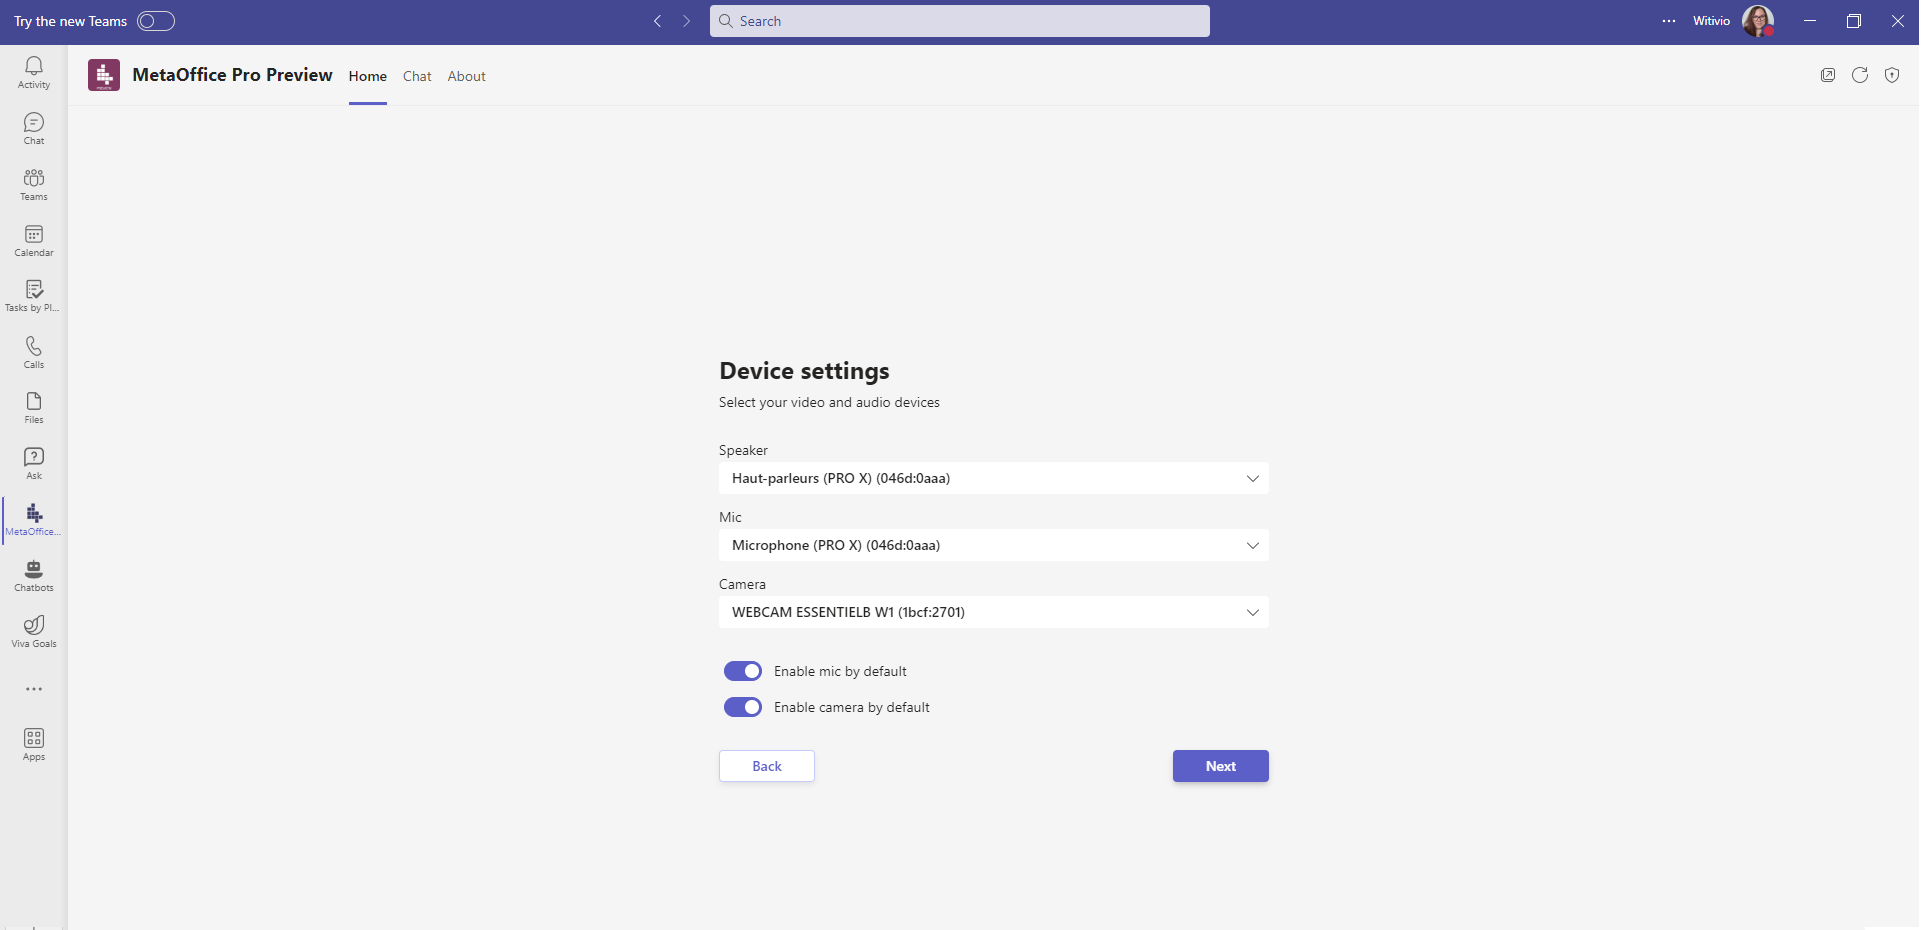 Try the new Teams
Search
Witivio
MetaOffice Pro Preview
Home
Chat
About
Activity
Chat
Teams
Calendar
Tasks by Pl...
Calls
Files
Ask
MetaOffice...
Chatbots
Viva Goals
Apps
Device settings
Select your video and audio devices
Speaker
Haut-parleurs (PRO X) (046d:0aaa)
Mic
Microphone (PRO X) (046d:0aaa)
Camera
WEBCAM ESSENTIELB W1 (1bcf:2701)
Enable mic by default
Enable camera by default
Back
Next